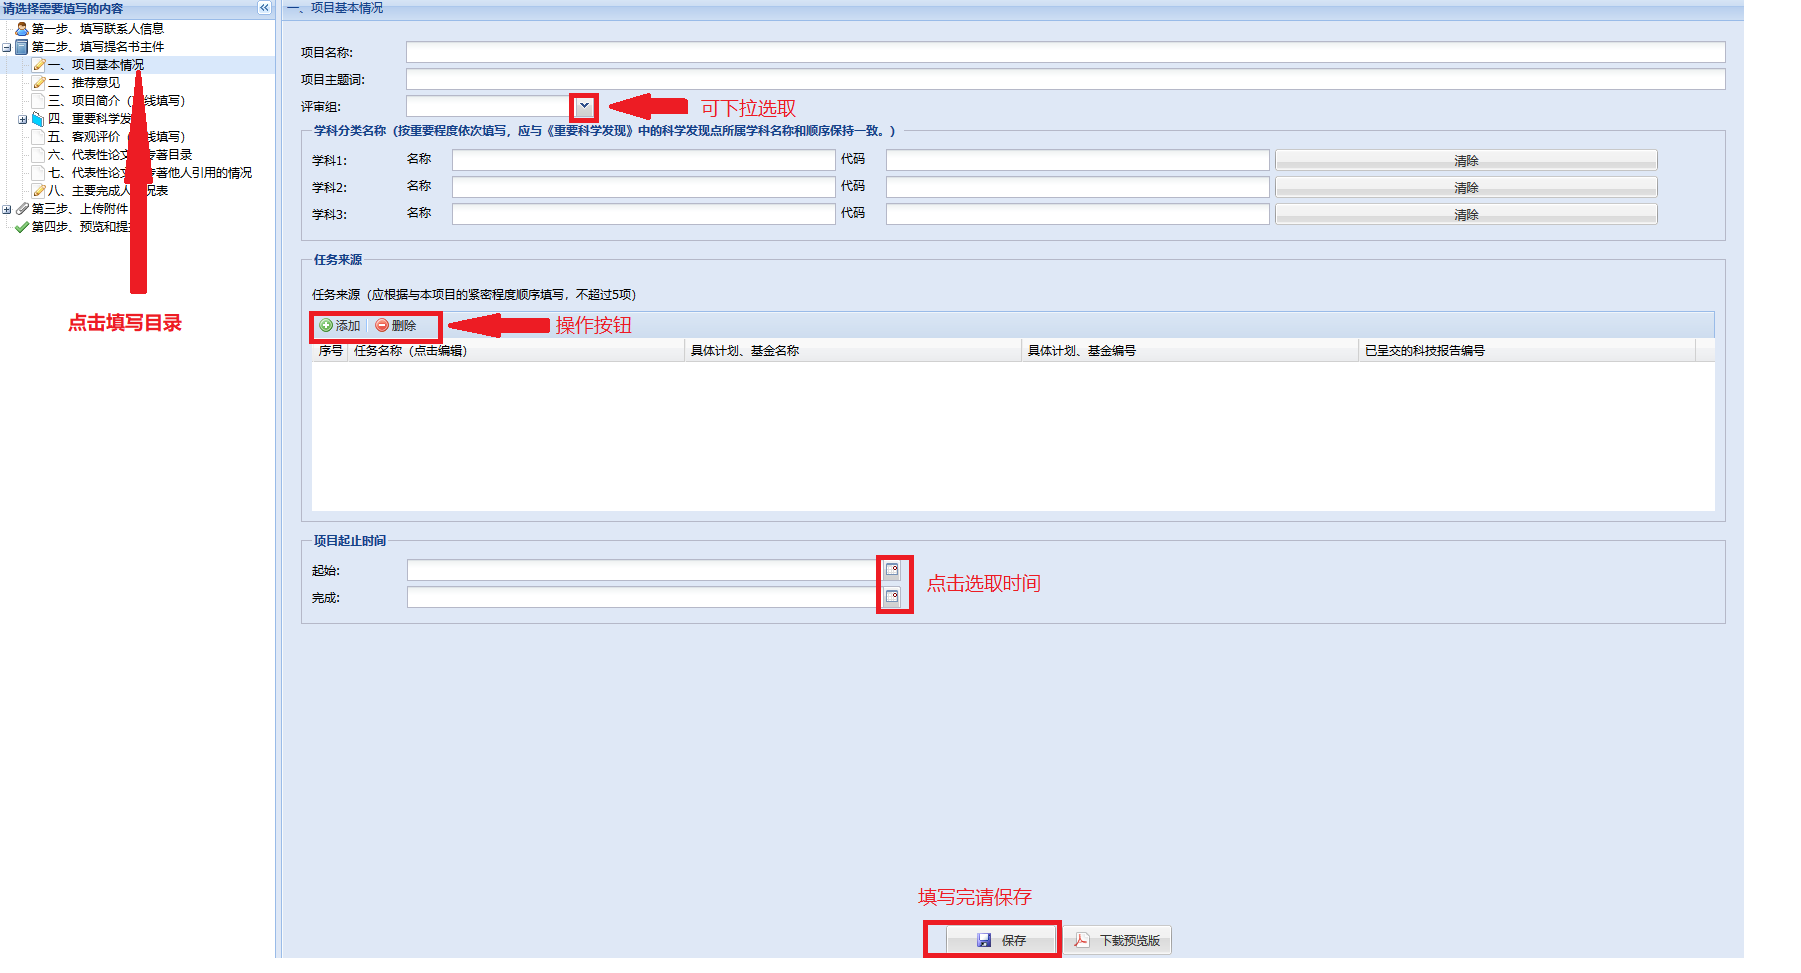 请选择需要填写的内容
第一步、填写联系人信息
第二步、填写提名书主件
一、项目基本情况
二、推荐意见
三、项目简介（ 线填写）
四、重要科学发
五、客观评价（ 线填写）
六、代表性论文 专著目录
七、代表性论文 专著他人引用的情况
八、主要完成人 况表
第三步、上传附件
第四步、预览和提
点击填写目录
一、项目基本情况
项目名称:
项目主题词:
评审组:
可下拉选取
学科分类名称（按重要程度依次填写，应与《重要科学发现》中的科学发现点所属学科名称和顺序保持一致。）
学科1: 名称 代码 清除
学科2: 名称 代码 清除
学科3: 名称 代码 清除
任务来源
任务来源（应根据与本项目的紧密程度顺序填写，不超过5项）
添加 删除 操作按钮
序号 任务名称（点击编辑） 具体计划、基金名称 具体计划、基金编号 已呈交的科技报告编号
项目起止时间
起始:
完成:
点击选取时间
填写完请保存
保存 下载预览版